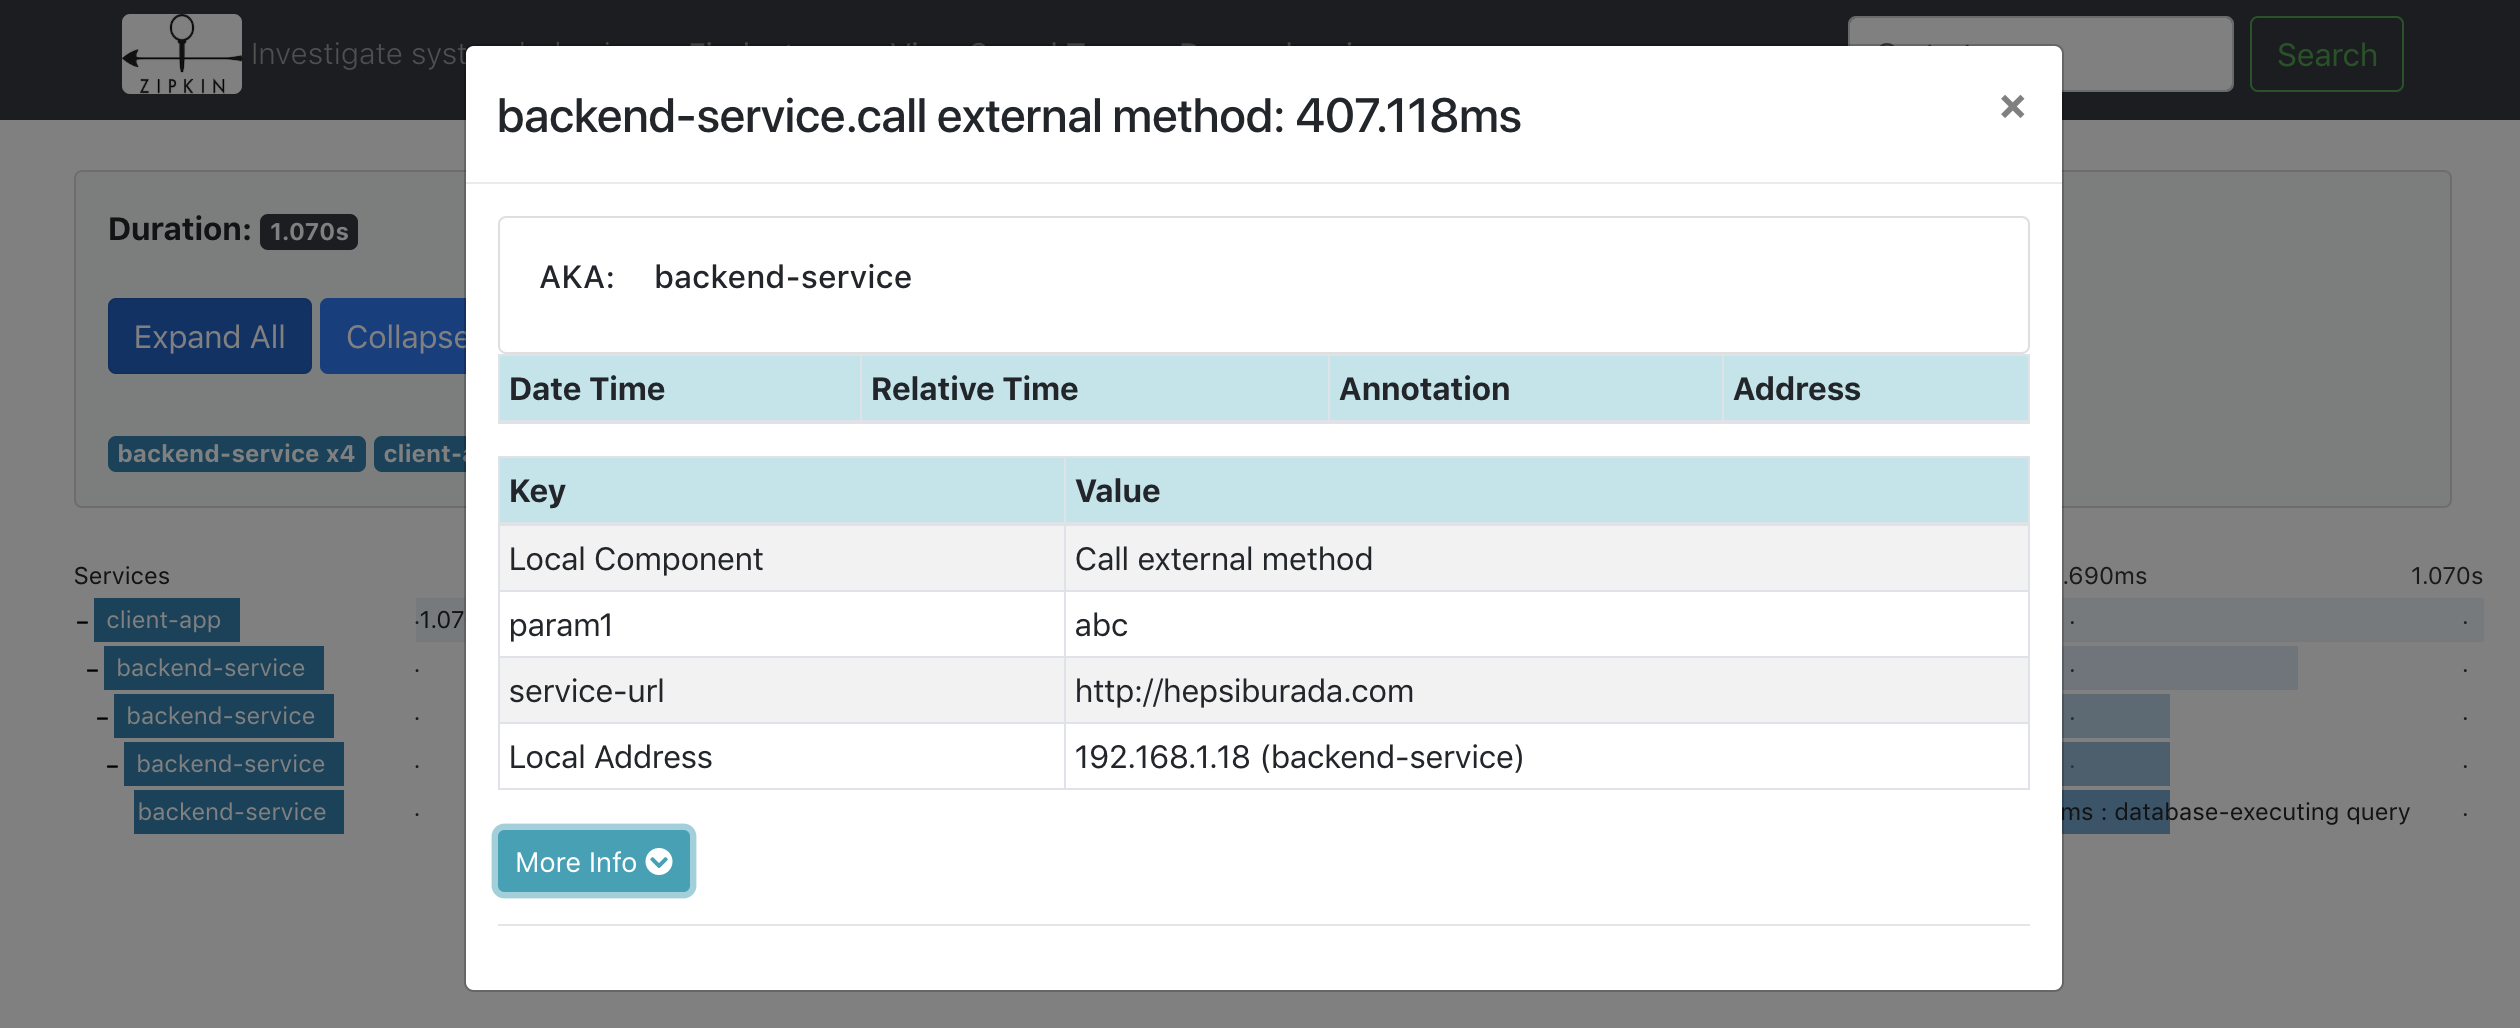 ZIPKIN
Investigate
Search
backend-service.call external method: 407.118ms
×
Duration: 1.070s
AKA: backend-service
Expand All
Collapse
Date Time Relative Time Annotation Address
backend-service x4
Key Value
Local Component Call external method
Services
.690ms
1.070s
client-app
.1.07
param1 abc
backend-service
service-url http://hepsiburada.com
backend-service
Local Address 192.168.1.18 (backend-service)
backend-service
backend-service
ms : database-executing query
More Info